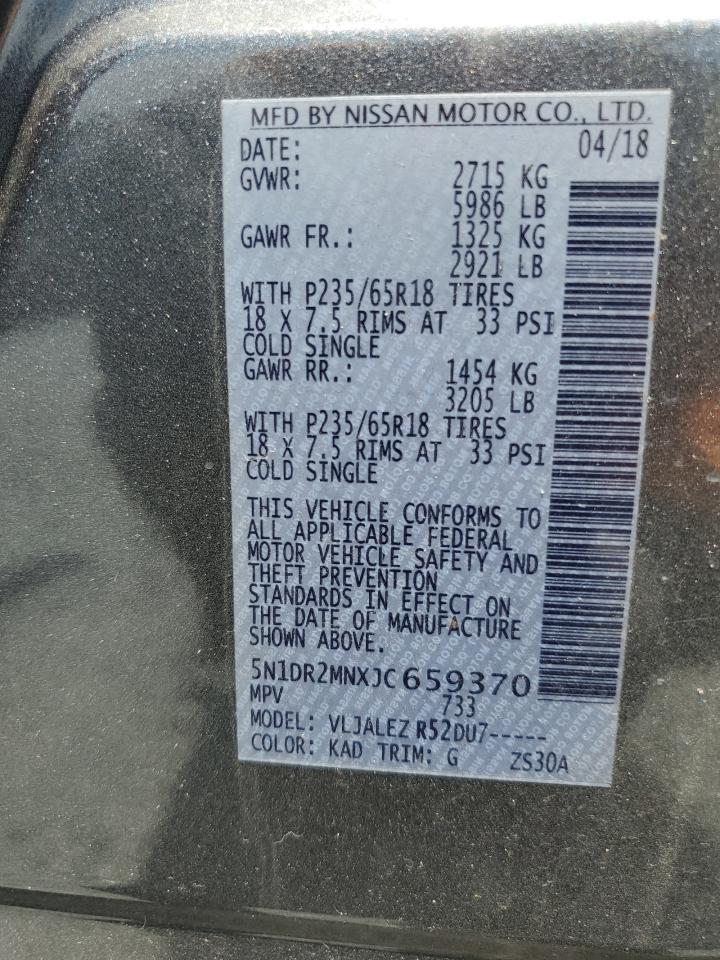 MFD BY NISSAN MOTOR CO., LTD.
DATE: 04/18
GVWR: 2715 KG
5986 LB
GAWR FR.: 1325 KG
2921 LB
WITH P235/65R18 TIRES
18 X 7.5 RIMS AT 33 PSI
COLD SINGLE
GAWR RR.: 1454 KG
3205 LB
WITH P235/65R18 TIRES
18 X 7.5 RIMS AT 33 PSI
COLD SINGLE
THIS VEHICLE CONFORMS TO
ALL APPLICABLE FEDERAL
MOTOR VEHICLE SAFETY AND
THEFT PREVENTION
STANDARDS IN EFFECT ON
THE DATE OF MANUFACTURE
SHOWN ABOVE.
5N1DR2MNXJC659370
MPV 733
MODEL: VLJALEZ R52DU7-----
COLOR: KAD TRIM: G ZS30A